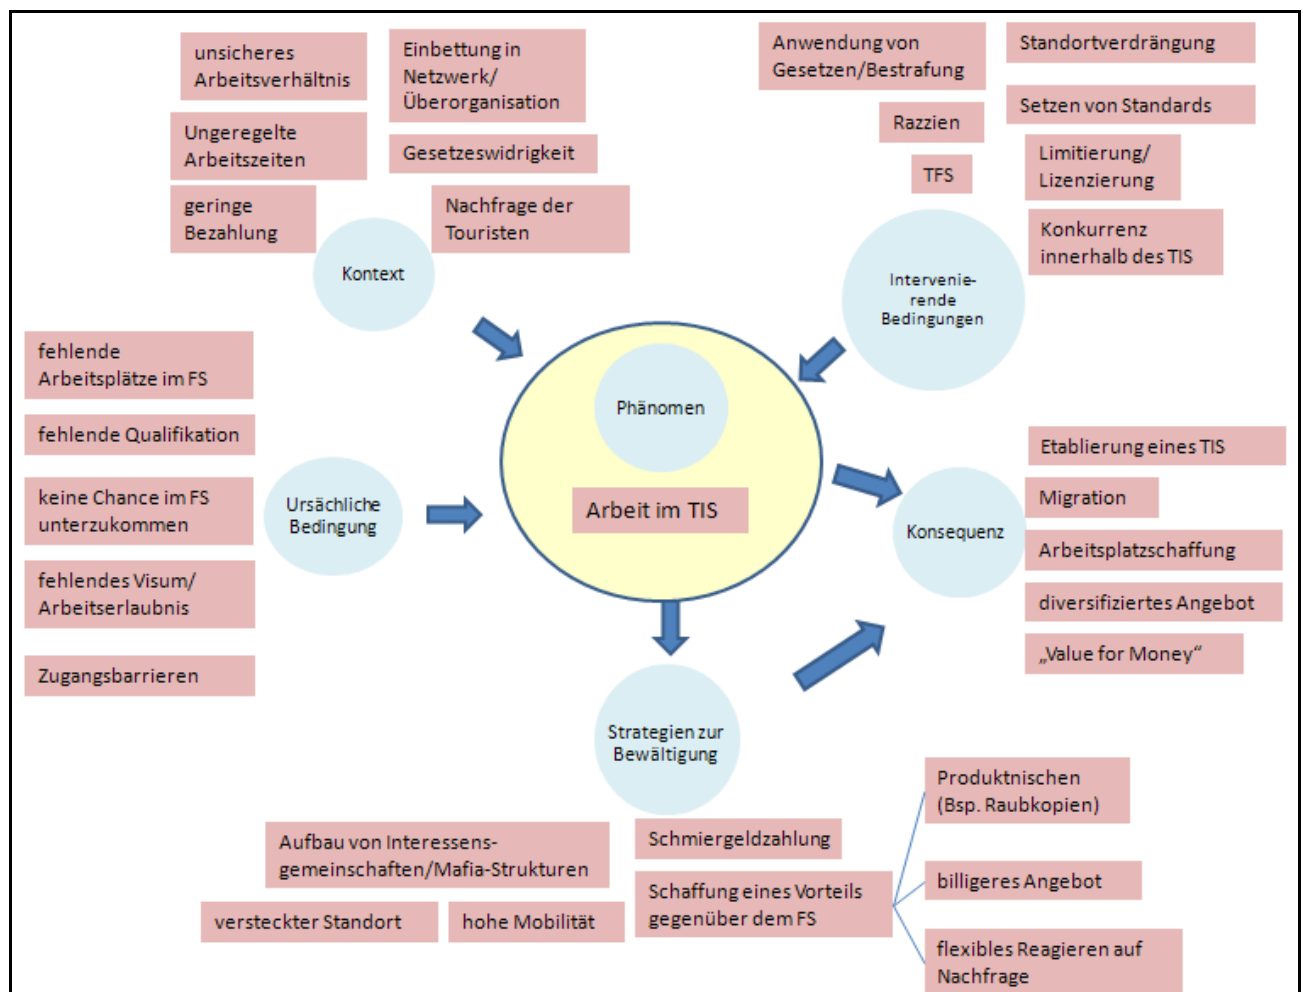 unsicheres
Arbeitsverhältnis
Einbettung in
Netzwerk/
Überorganisation
Ungeregelte
Arbeitszeiten
Gesetzeswidrigkeit
geringe
Bezahlung
Nachfrage der
Touristen
Kontext
Anwendung von
Gesetzen/Bestrafung
Standortverdrängung
Razzien
Setzen von Standards
TFS
Limitierung/
Lizenzierung
Konkurrenz
innerhalb des TIS
Intervenie-
rende
Bedingungen
fehlende
Arbeitsplätze im FS
fehlende Qualifikation
keine Chance im FS
unterzukommen
fehlendes Visum/
Arbeitserlaubnis
Zugangsbarrieren
Ursächliche
Bedingung
Phänomen
Arbeit im TIS
Konsequenz
Etablierung eines TIS
Migration
Arbeitsplatzschaffung
diversifiziertes Angebot
„Value for Money“
Strategien zur
Bewältigung
Aufbau von Interessens-
gemeinschaften/Mafia-Strukturen
versteckter Standort
hohe Mobilität
Schmiergeldzahlung
Schaffung eines Vorteils
gegenüber dem FS
Produktnischen
(Bsp. Raubkopien)
billigeres Angebot
flexibles Reagieren auf
Nachfrage